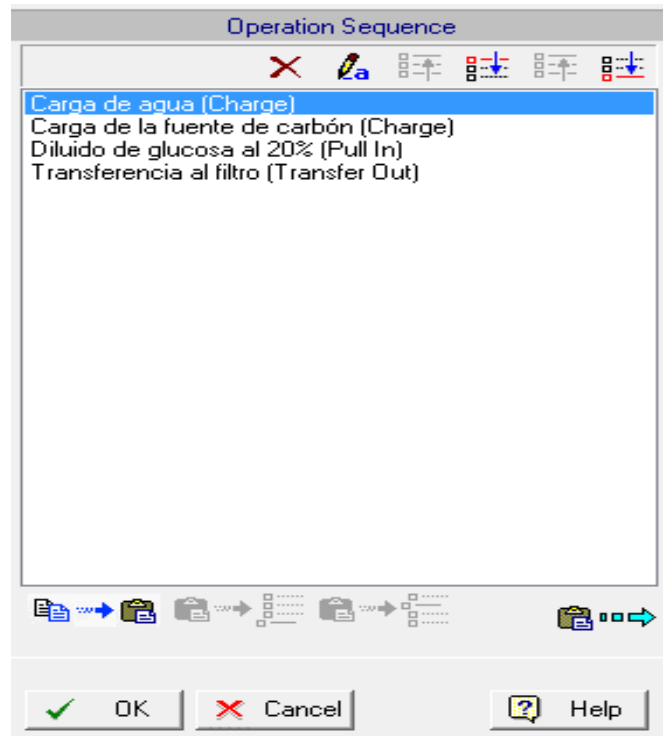 Operation Sequence
a
Carga de agua (Charge)
Carga de la fuente de carbón (Charge)
Diluido de glucosa al 20% (Pull In)
Transferencia al filtro (Transfer Out)
OK
Cancel
? Help